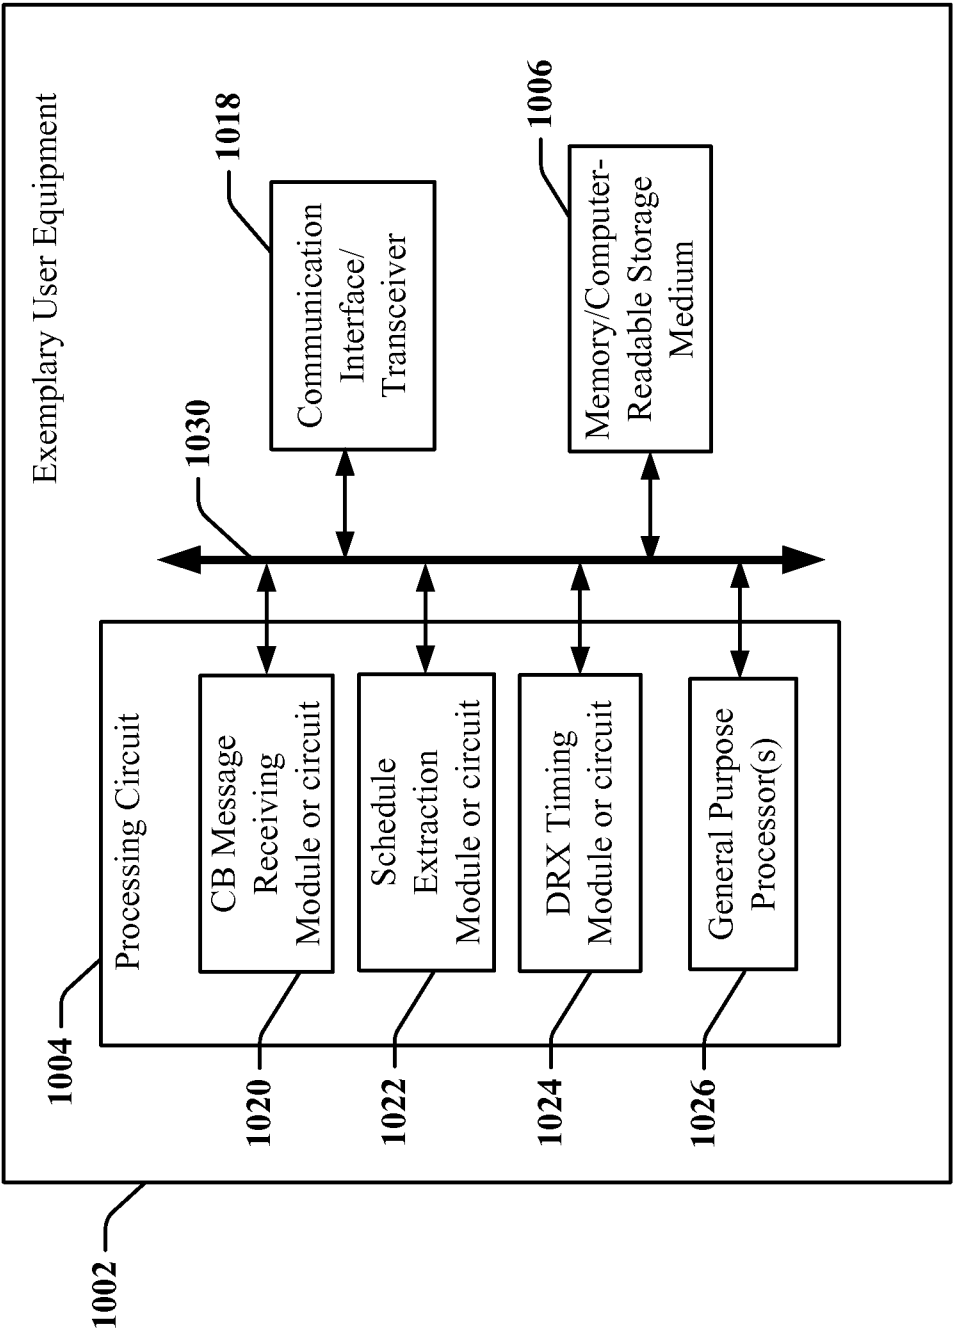 Exemplary User Equipment
1002
1004
Processing Circuit
1020
CB Message
Receiving
Module or circuit
1022
Schedule
Extraction
Module or circuit
1024
DRX Timing
Module or circuit
1026
General Purpose
Processor(s)
1030
1018
Communication
Interface/
Transceiver
1006
Memory/Computer-
Readable Storage
Medium